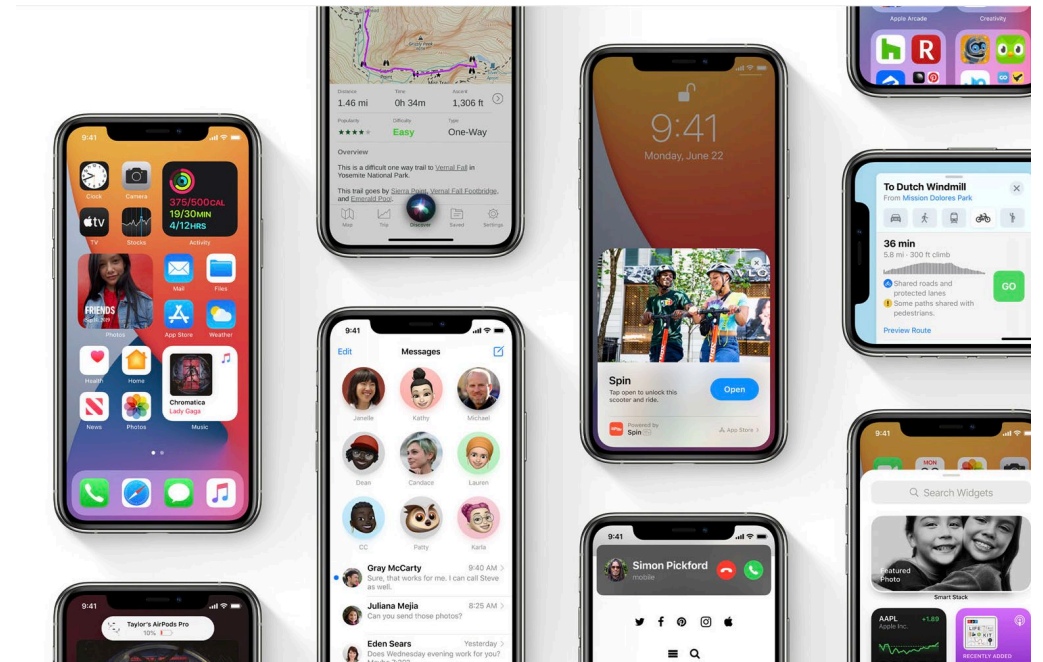 9:41
Clock
Camera
375/500CAL
19/30MIN
4/12HRS
tv
TV
Stocks
Activity
FRIENDS
Photos
Mail
Files
App Store
Weather
Health
Home
Chromatica
Lady Gaga
News
Photos
Music
9:41
Taylor's AirPods Pro
10%
Distance
Time
Ascent
1.46 mi
0h 34m
1,306 ft
Popularity
Difficulty
Type
Easy
One-Way
Overview
This is a difficult one way trail to Vernal Fall in
Yosemite National Park.
This trail goes by Sierra Point, Vernal Fall Footbridge,
and Emerald Pool.
Map
Trip
Discover
Saved
Settings
9:41
Edit
Messages
Janelle
Kathy
Michael
Dean
Candace
Lauren
CC
Patty
Karla
Gray McCarty
9:40 AM
Sure, that works for me. I can call Steve
as well.
Juliana Mejia
8:25 AM
Can you send those photos?
Eden Sears
Yesterday
Does Wednesday evening work for you?
9:41
Monday, June 22
Spin
Tap open to unlock this
scooter and ride.
Open
Powered by
Spin
App Store
9:41
Simon Pickford
mobile
Apple Arcade
Creativity
To Dutch Windmill
From Mission Dolores Park
36 min
5.8 mi · 300 ft climb
Shared roads and
protected lanes
Some paths shared with
pedestrians.
GO
Preview Route
9:41
MON
Search Widgets
Featured
Photo
Smart Stack
AAPL
+1.89
Apple Inc.
LIFE
KIT
RECENTLY ADDED